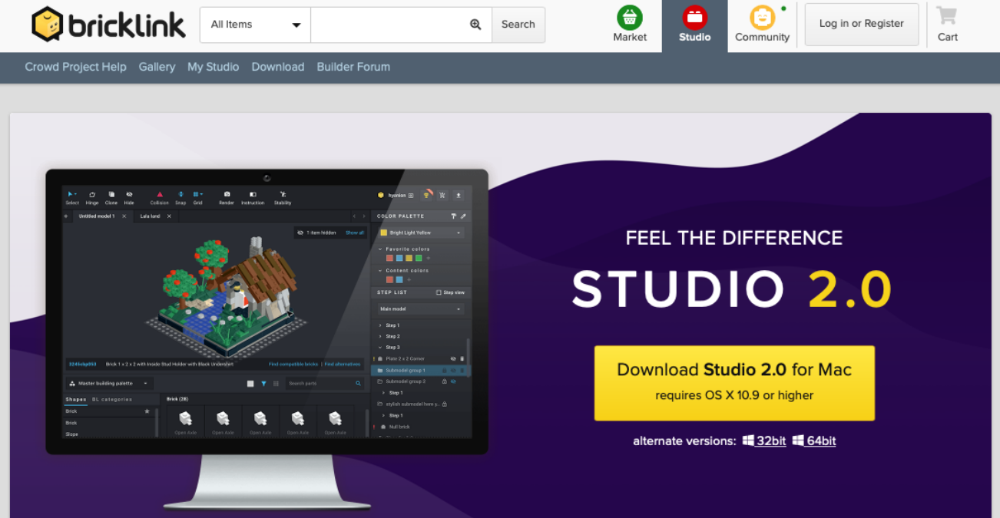 bricklink
All Items
Search
Market
Studio
Community
Log in or Register
Cart
Crowd Project Help
Gallery
My Studio
Download
Builder Forum
Select
Hinge
Clone
Hide
Collision
Snap
Grid
Render
Instruction
Stability
hyonlon
Untitled model 1
Lala land
1 item hidden
Show all
COLOR PALETTE
Bright Light Yellow
Favorite colors
Content colors
STEP LIST
Step view
Main model
Step 1
Step 2
Step 3
Plate 2 x 2 Corner
Submodel group 1
Submodel group 3
Step 1
stylish submodel here y...
Step 1
Null brick
Brick 1 x 2 x 2 with Inside Stud Holder with Black
Find compatible bricks | Find alternatives
Master building palette
Search parts
Shapes
BL categories
Brick (28)
Brick
Brick
Slope
Open Axle
Open Axle
Open Axle
Open Axle
Open Axle
FEEL THE DIFFERENCE
STUDIO 2.0
Download Studio 2.0 for Mac
requires OS X 10.9 or higher
alternate versions: 32bit 64bit